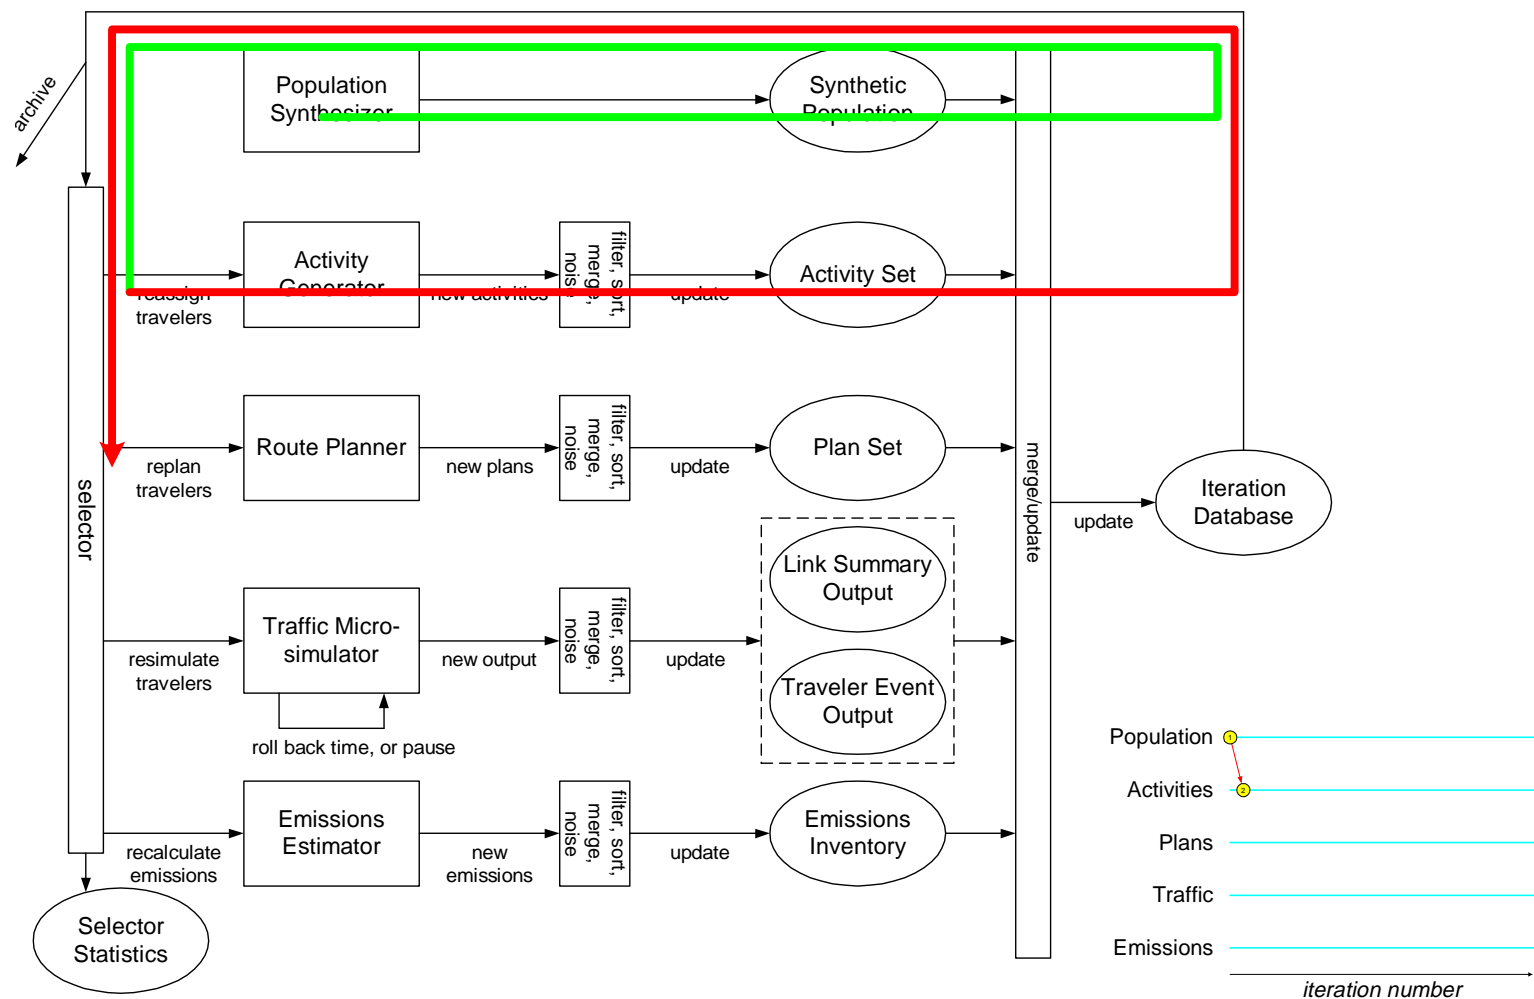 archive
Population
Synthesizer
Synthetic
Population
Activity
Generator
filter, sort,
merge,
noise
Activity Set
reassign
travelers
new activities
update
Route Planner
filter, sort,
merge,
noise
Plan Set
replan
travelers
new plans
update
selector
merge/update
Iteration
Database
update
Link Summary
Output
Traffic Micro-
simulator
filter, sort,
merge,
noise
resimulate
travelers
new output
update
Traveler Event
Output
roll back time, or pause
Emissions
Estimator
filter, sort,
merge,
noise
Emissions
Inventory
recalculate
emissions
new
emissions
update
Selector
Statistics
Population
1
Activities
2
Plans
Traffic
Emissions
iteration number